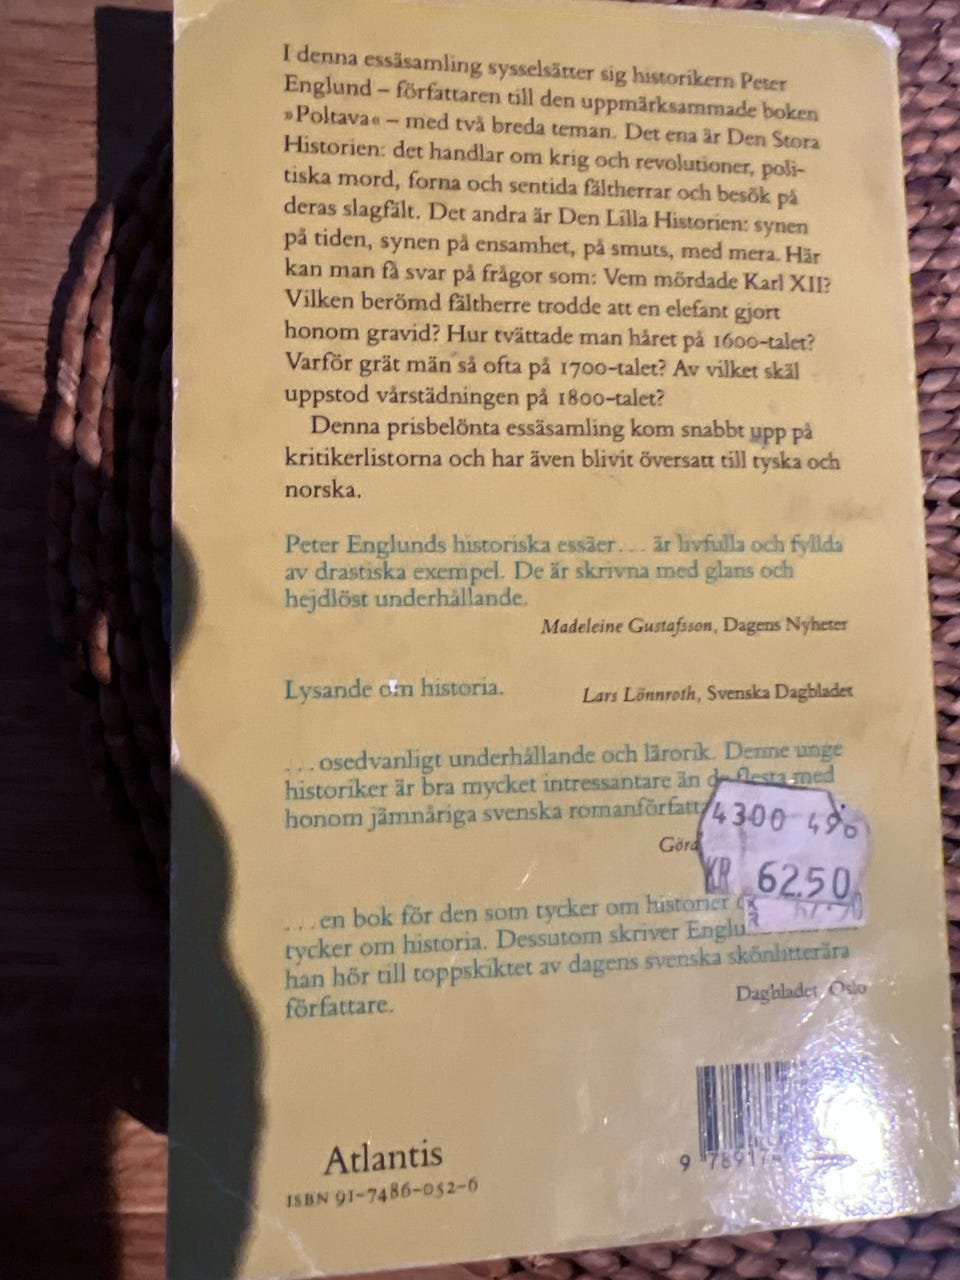 I denna essäsamling sysselsätter sig historikern Peter
Englund – författaren till den uppmärksammade boken
»Poltava« – med två breda teman. Det ena är Den Stora
Historien: det handlar om krig och revolutioner, poli-
tiska mord, forna och sentida fältherrar och besök på
deras slagfält. Det andra är Den Lilla Historien: synen
på tiden, synen på ensamhet, på smuts, med mera. Här
kan man få svar på frågor som: Vem mördade Karl XII?
Vilken berömd fältherre trodde att en elefant gjort
honom gravid? Hur tvättade man håret på 1600-talet?
Varför grät män så ofta på 1700-talet? Av vilket skäl
uppstod vårstädningen på 1800-talet?
Denna prisbelönta essäsamling kom snabbt upp på
kritikerlistorna och har även blivit översatt till tyska och
norska.
Peter Englunds historiska essäer... är livfulla och fyllda
av drastiska exempel. De är skrivna med glans och
hejdlöst underhållande.
Madeleine Gustafsson, Dagens Nyheter
Lysande om historia.
Lars Lönnroth, Svenska Dagbladet
...osedvanligt underhållande och lärorik. Denne unge
historiker är bra mycket intressantare än de flesta med
honom jämnåriga svenska romanförfatt
4300 490
Göra
KR 62.50
...en bok för den som tycker om historier
tycker om historia. Dessutom skriver Englu
han hör till toppskiktet av dagens svenska skönlitterära
författare.
Dagbladet, Oslo
Atlantis
ISBN 91-7486-052-6
9 789174